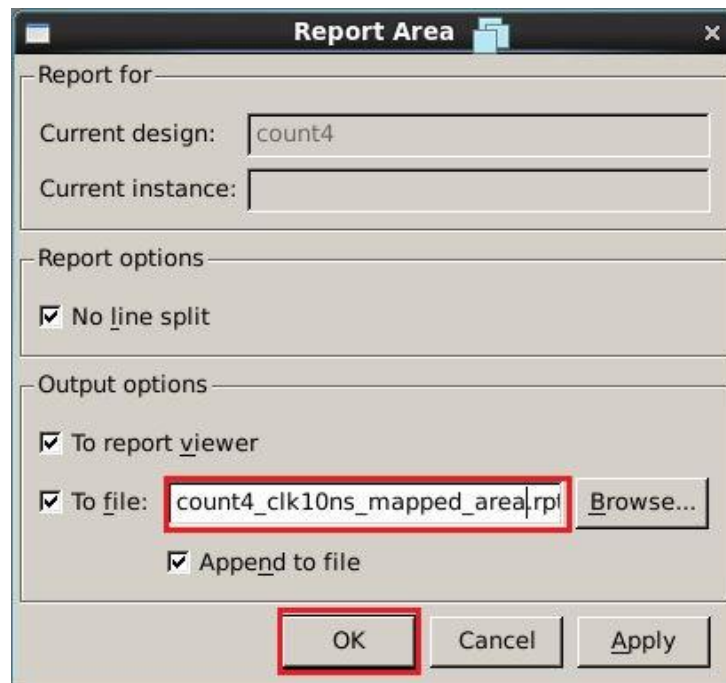 Report Area
Report for
Current design: count4
Current instance:
Report options
No line split
Output options
To report viewer
To file: count4_clk10ns_mapped_area.rpt Browse...
Append to file
OK Cancel Apply